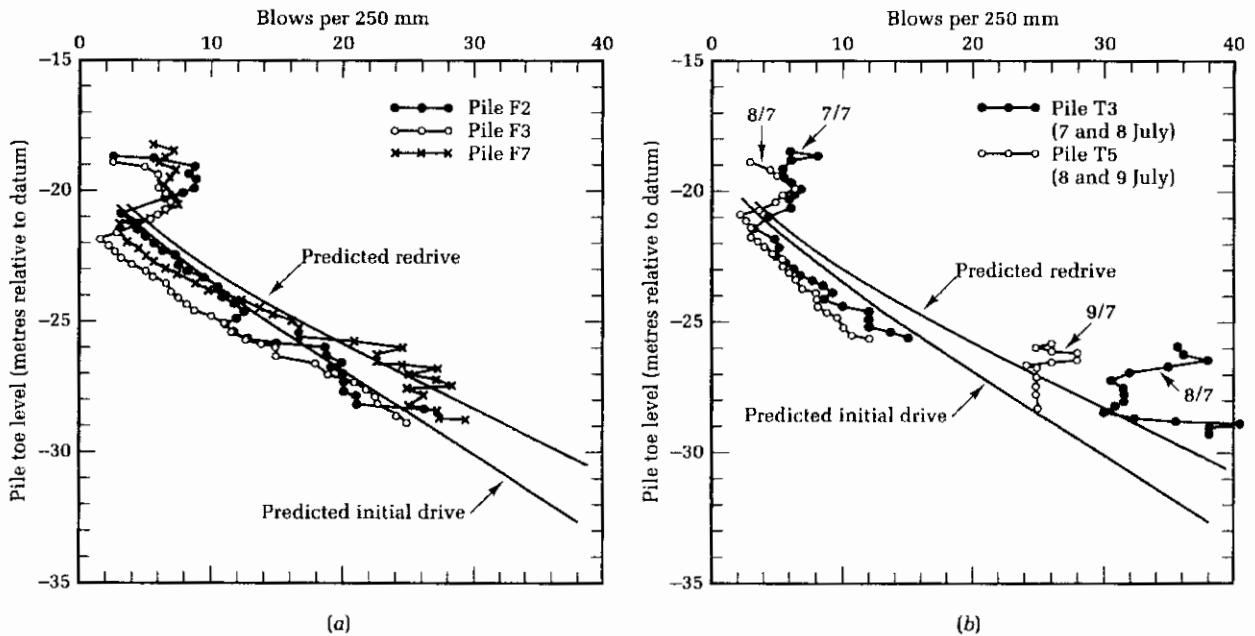 Blows per 250 mm
0 10 20 30 40
−15
−20
−25
−30
−35
Pile toe level (metres relative to datum)
Pile F2
Pile F3
Pile F7
Predicted redrive
Predicted initial drive
(a)
Blows per 250 mm
0 10 20 30 40
−15
−20
−25
−30
−35
Pile toe level (metres relative to datum)
8/7
7/7
Pile T3
(7 and 8 July)
Pile T5
(8 and 9 July)
Predicted redrive
9/7
8/7
Predicted initial drive
(b)